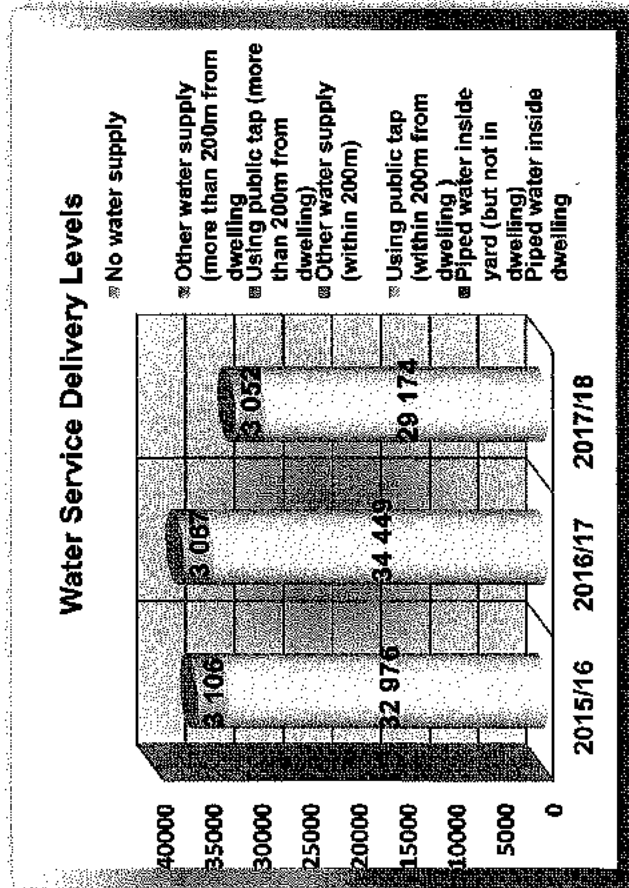 Water Service Delivery Levels
No water supply
Other water supply
(more than 200m from
dwelling
Using public tap (more
than 200m from
dwelling)
Other water supply
(within 200m)
Using public tap
(within 200m from
dwelling )
Piped water inside
yard (but not in
dwelling)
Piped water inside
dwelling
40000
35000
30000
25000
20000
15000
10000
5000
0
3 106
3 067
3 052
32 976
34 449
29 174
2015/16
2016/17
2017/18